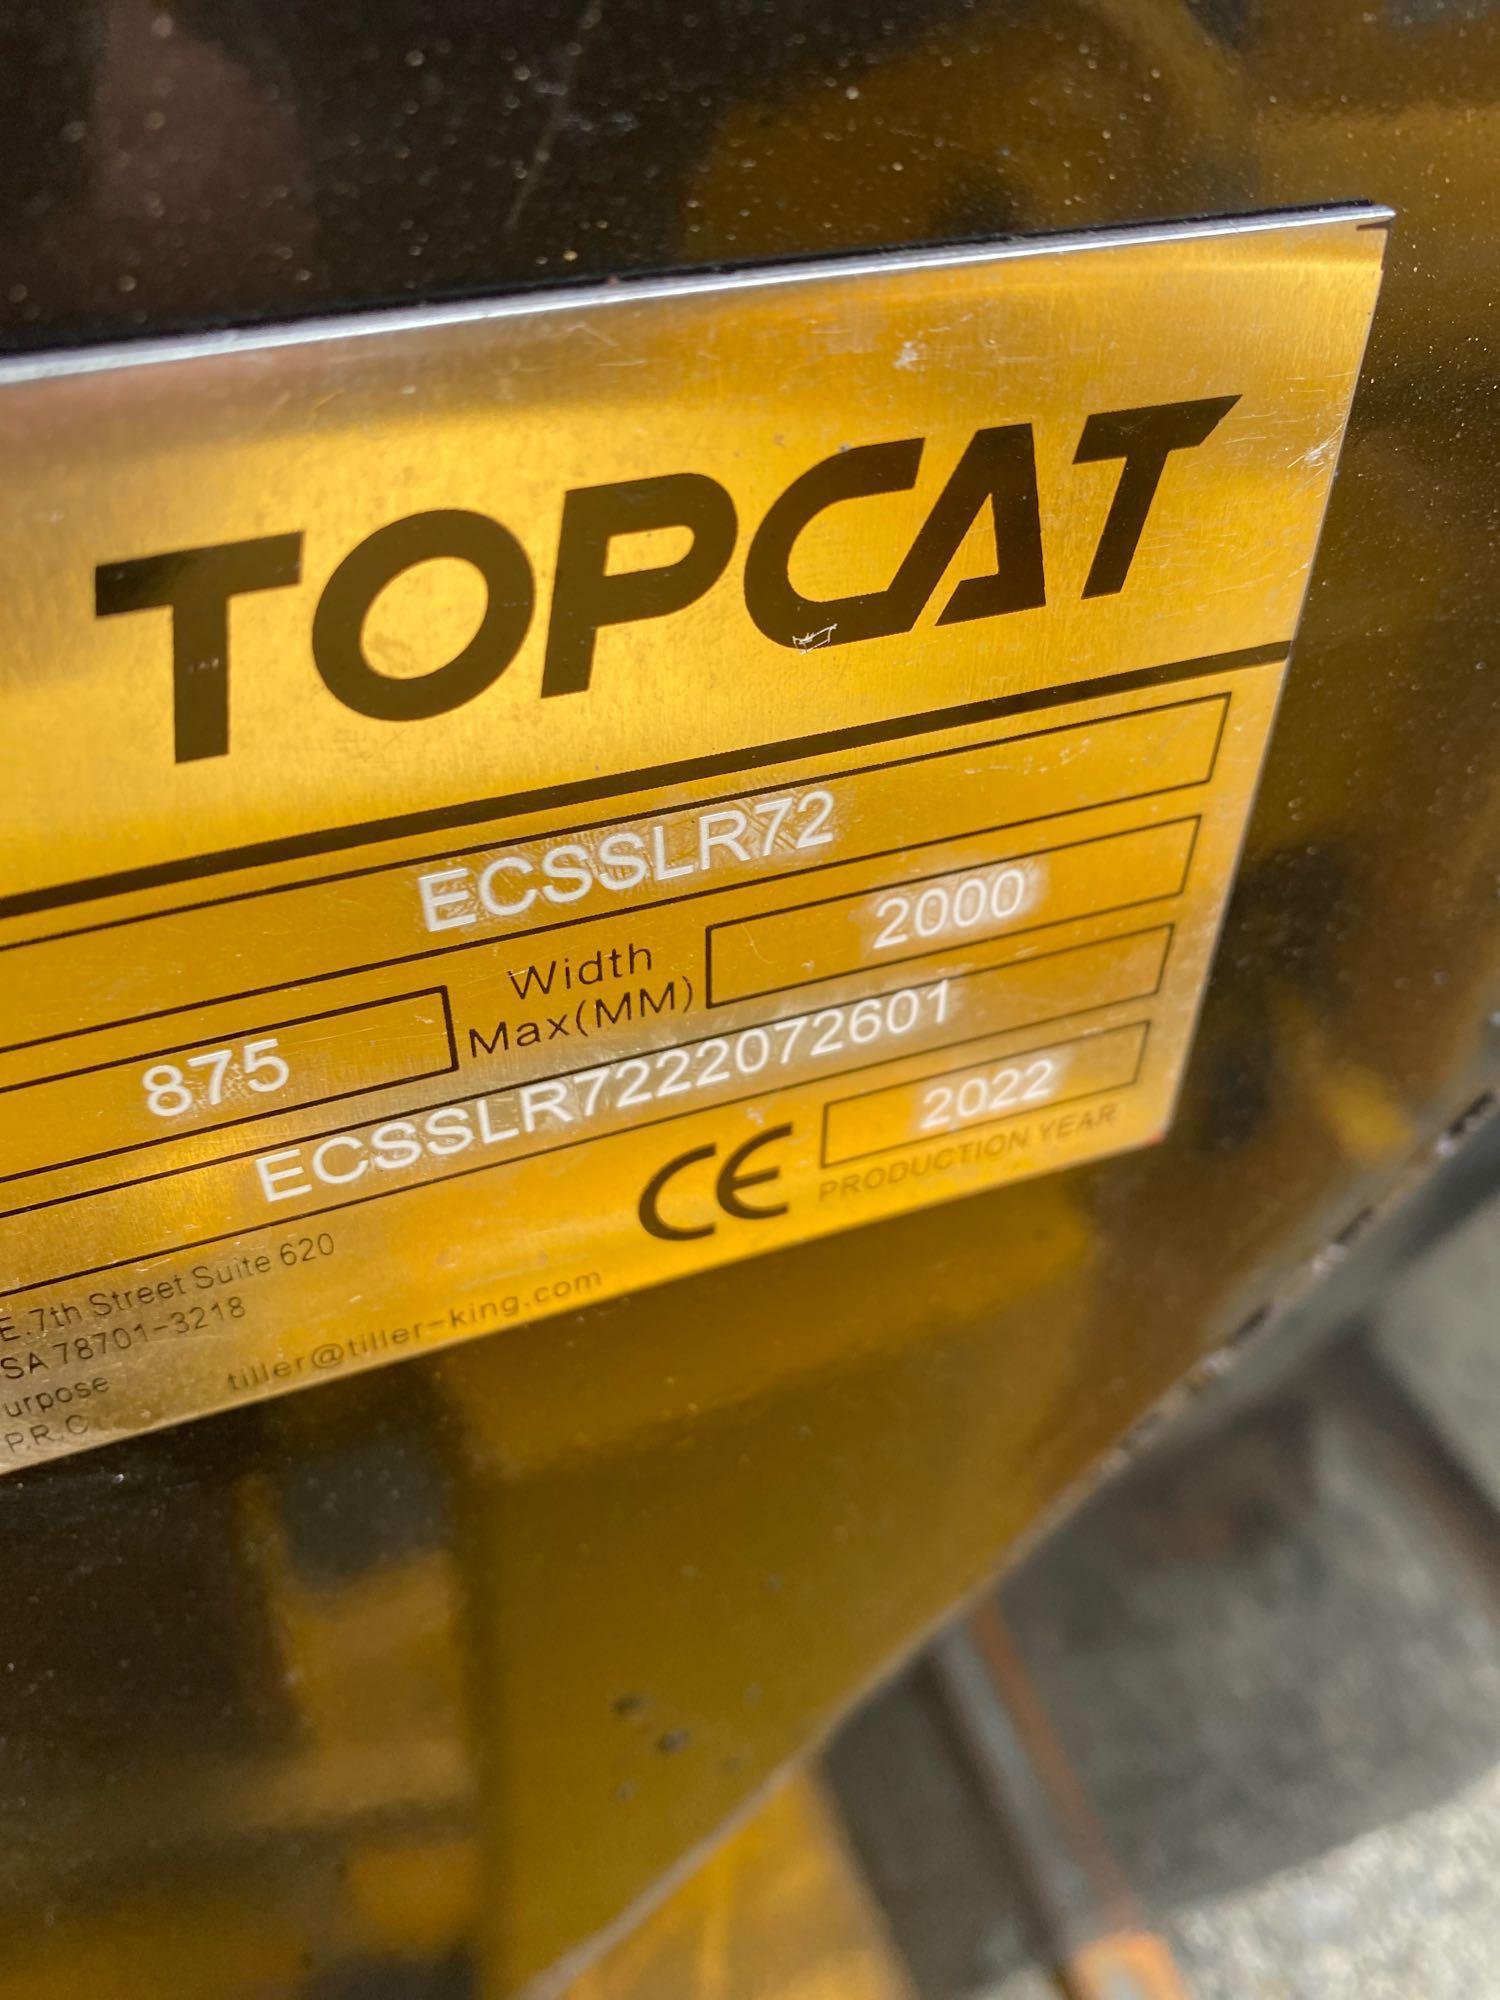 TOPCAT
ECSSLR72
875 Width Max(MM) 2000
ECSSLR7222072601
CE 2022
PRODUCTION YEAR
E.7th Street Suite 620
SA 78701-3218
urpose tiller@tiller-king.com
P.R.C